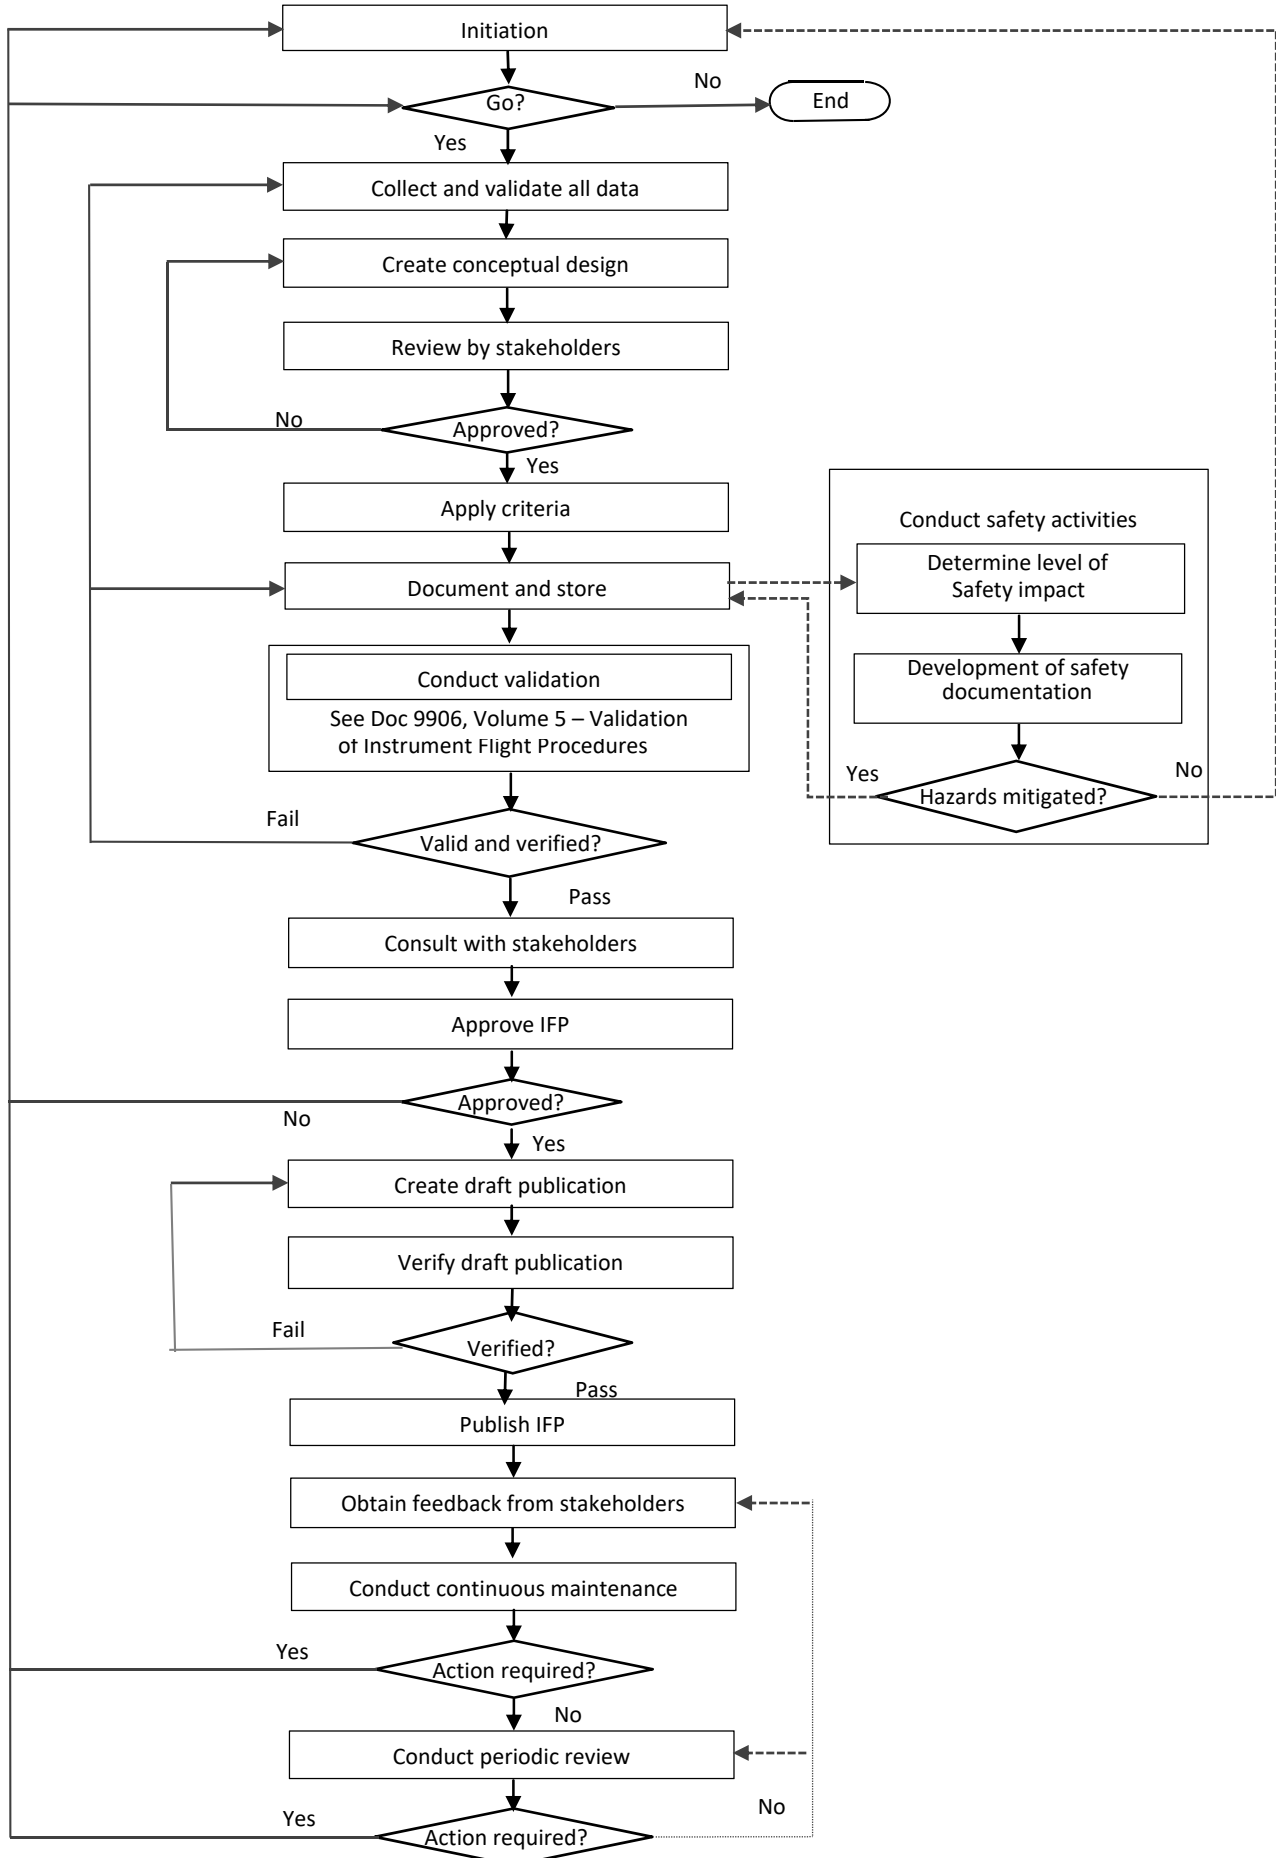 Initiation
No
Go?
End
Yes
Collect and validate all data
Create conceptual design
Review by stakeholders
No
Approved?
Yes
Apply criteria
Conduct safety activities
Determine level of
Safety impact
Document and store
Development of safety
documentation
Conduct validation
See Doc 9906, Volume 5 – Validation
of Instrument Flight Procedures
Yes
No
Hazards mitigated?
Fail
Valid and verified?
Pass
Consult with stakeholders
Approve IFP
Approved?
No
Yes
Create draft publication
Verify draft publication
Fail
Verified?
Pass
Publish IFP
Obtain feedback from stakeholders
Conduct continuous maintenance
Yes
Action required?
No
Conduct periodic review
No
Yes
Action required?